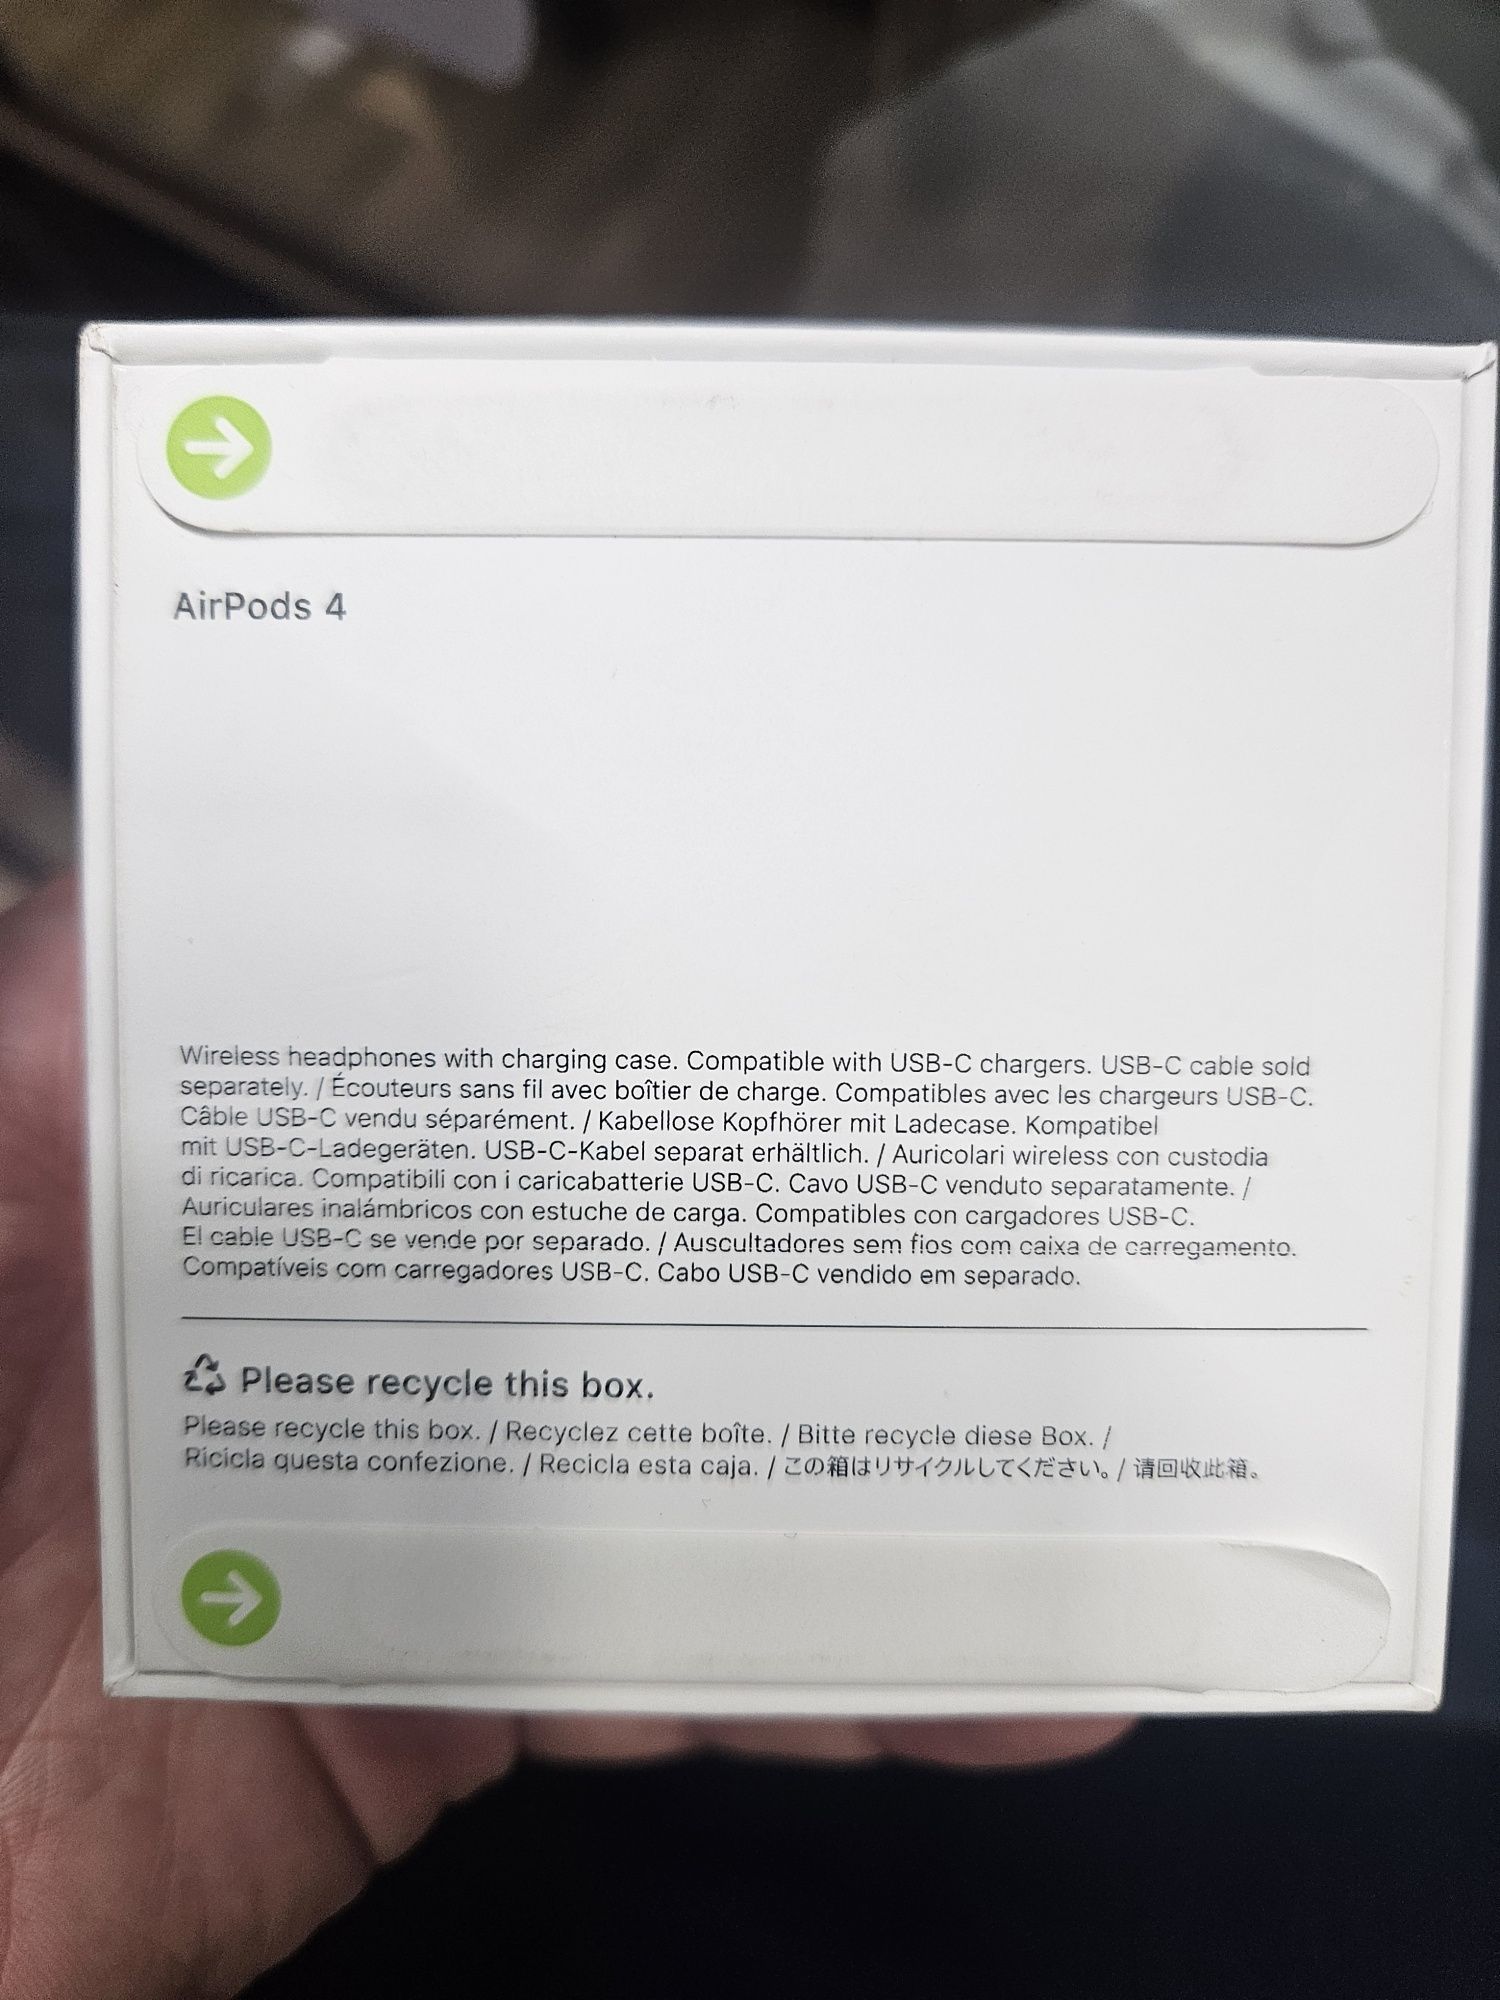 AirPods 4
Wireless headphones with charging case. Compatible with USB-C chargers. USB-C cable sold
separately. / Écouteurs sans fil avec boîtier de charge. Compatibles avec les chargeurs USB-C.
Câble USB-C vendu séparément. / Kabellose Kopfhörer mit Ladecase. Kompatibel
mit USB-C-Ladegeräten. USB-C-Kabel separat erhältlich. / Auricolari wireless con custodia
di ricarica. Compatibili con i caricabatterie USB-C. Cavo USB-C venduto separatamente. /
Auriculares inalámbricos con estuche de carga. Compatibles con cargadores USB-C.
El cable USB-C se vende por separado. / Auscultadores sem fios com caixa de carregamento.
Compatíveis com carregadores USB-C. Cabo USB-C vendido em separado.
Please recycle this box.
Please recycle this box. / Recyclez cette boîte. / Bitte recycle diese Box. /
Ricicla questa confezione. / Recicla esta caja. / この箱はリサイクルしてください。/ 请回收此箱。